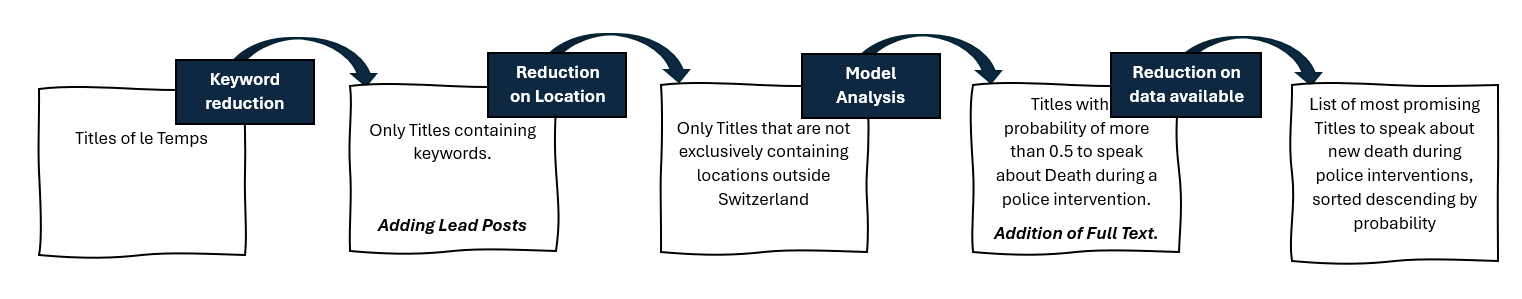 Titles of le Temps
Keyword
reduction
Only Titles containing
keywords.
Adding Lead Posts
Reduction
on Location
Only Titles that are not
exclusively containing
locations outside
Switzerland
Model
Analysis
Titles with
probability of more
than 0.5 to speak
about Death during a
police intervention.
Addition of Full Text.
Reduction on
data available
List of most promising
Titles to speak about
new death during
police interventions,
sorted descending by
probability